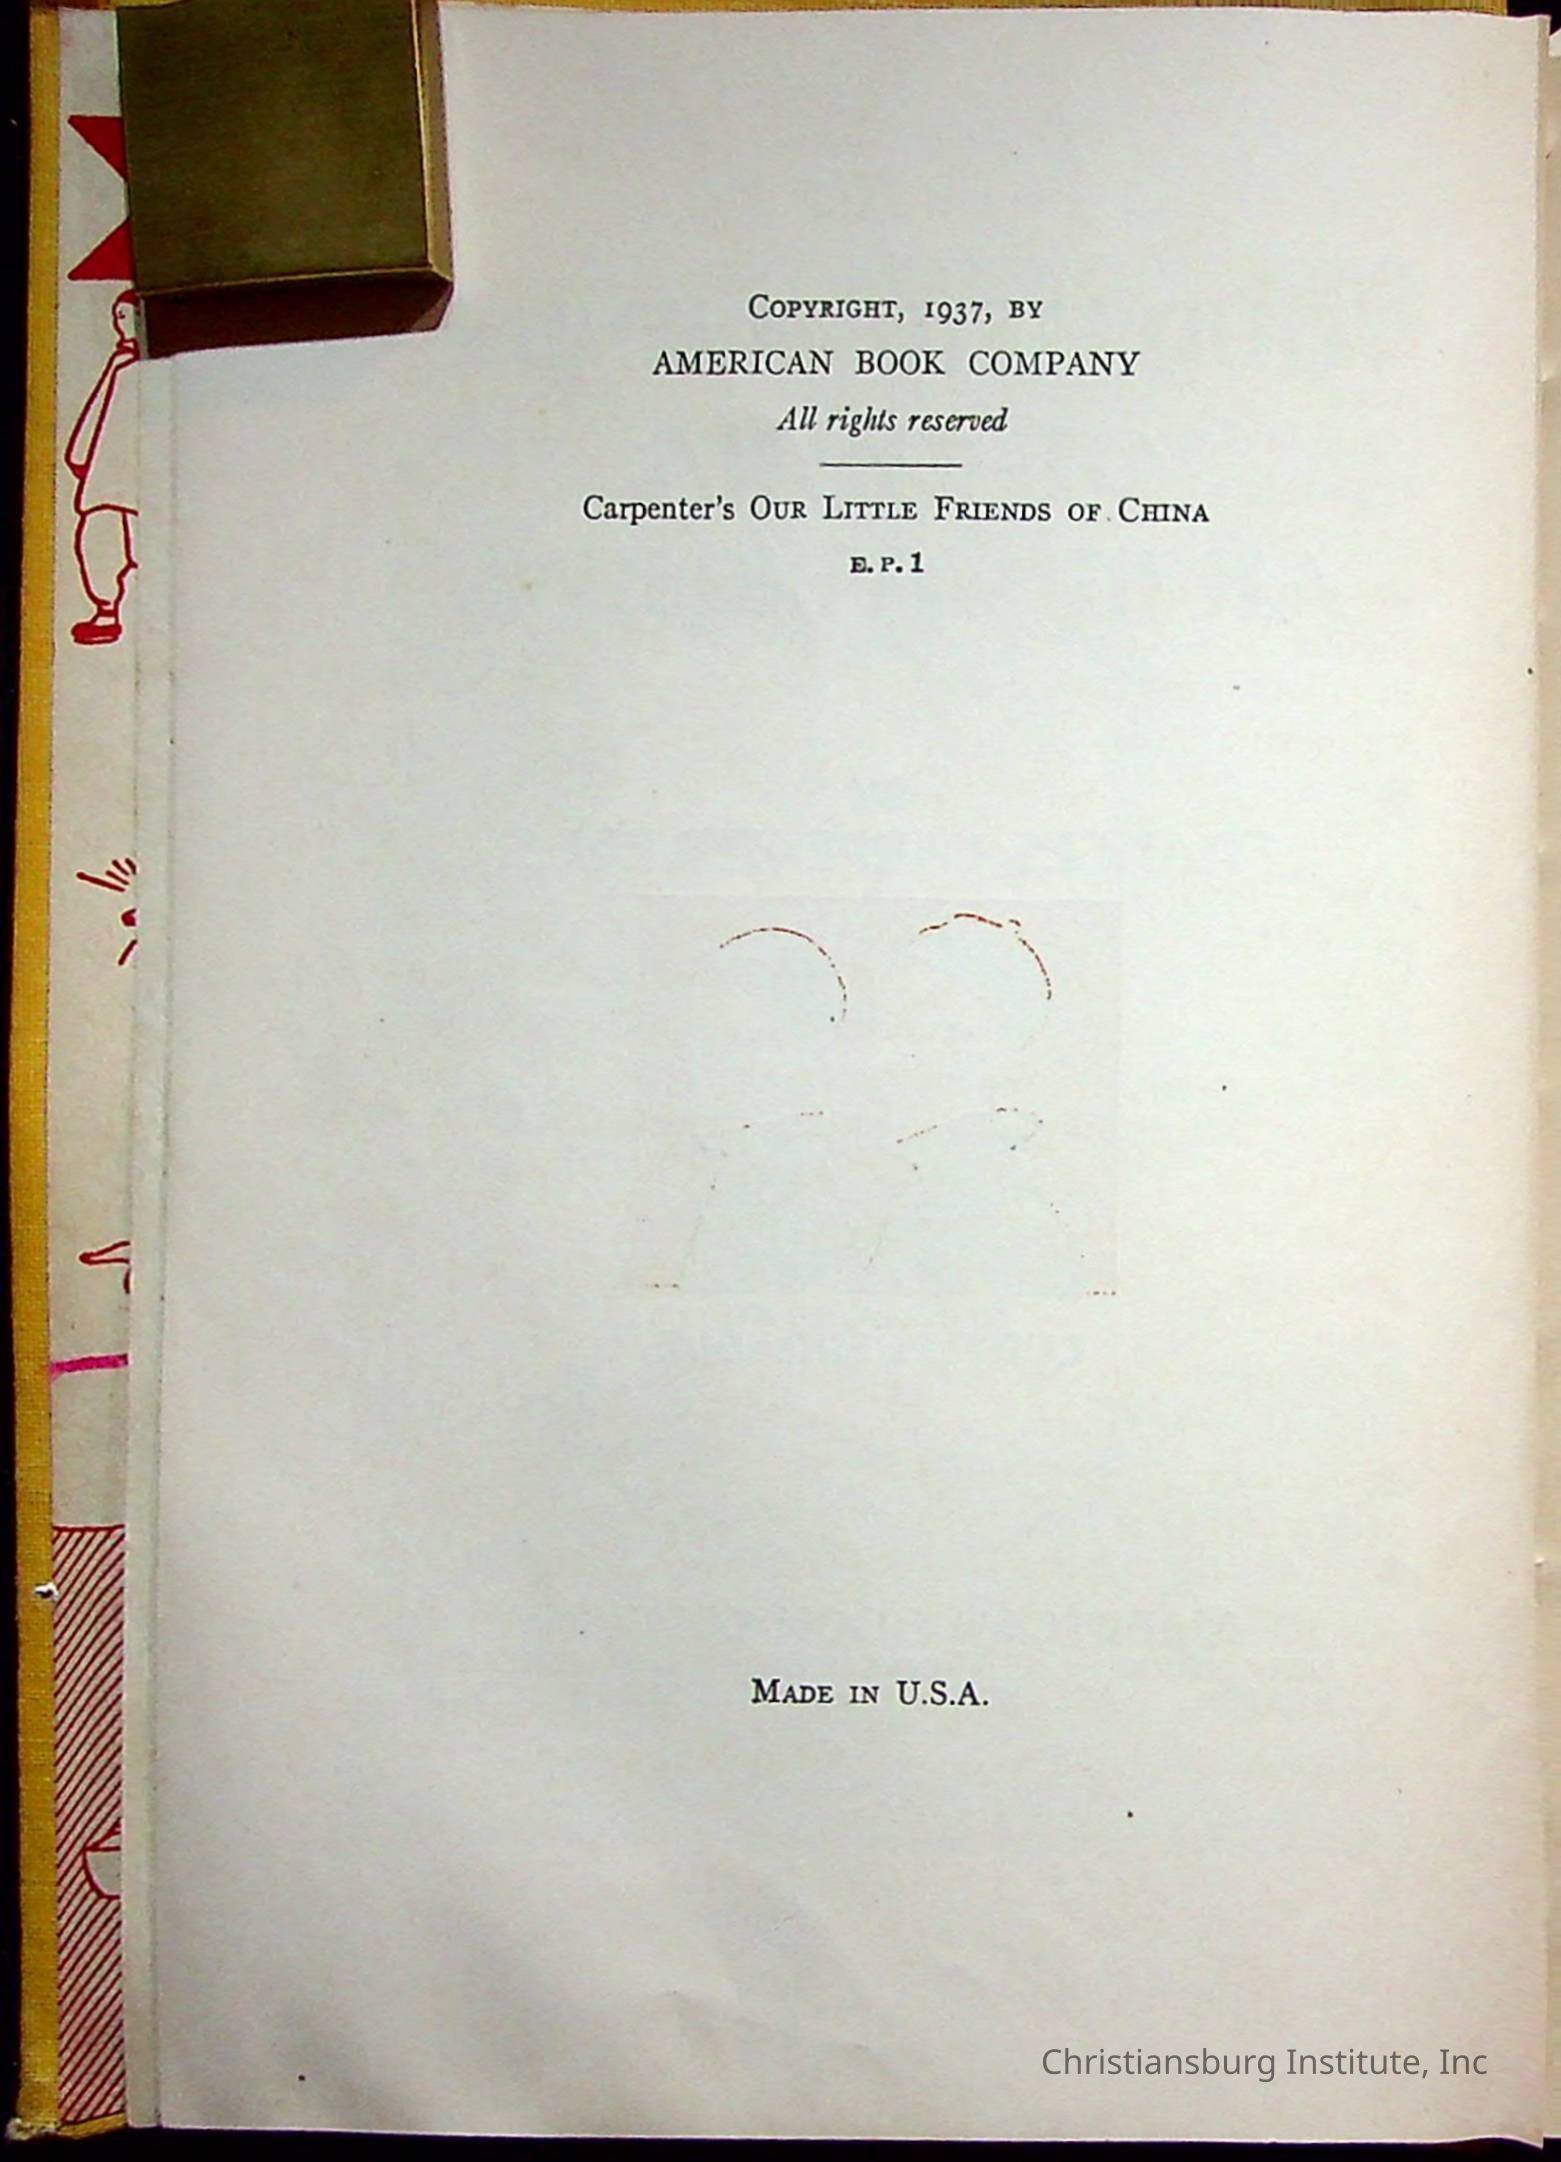 COPYRIGHT, 1937, BY
AMERICAN BOOK COMPANY
All rights reserved
Carpenter's OUR LITTLE FRIENDS OF CHINA
E. P. 1
MADE IN U.S.A.
Christiansburg Institute, Inc